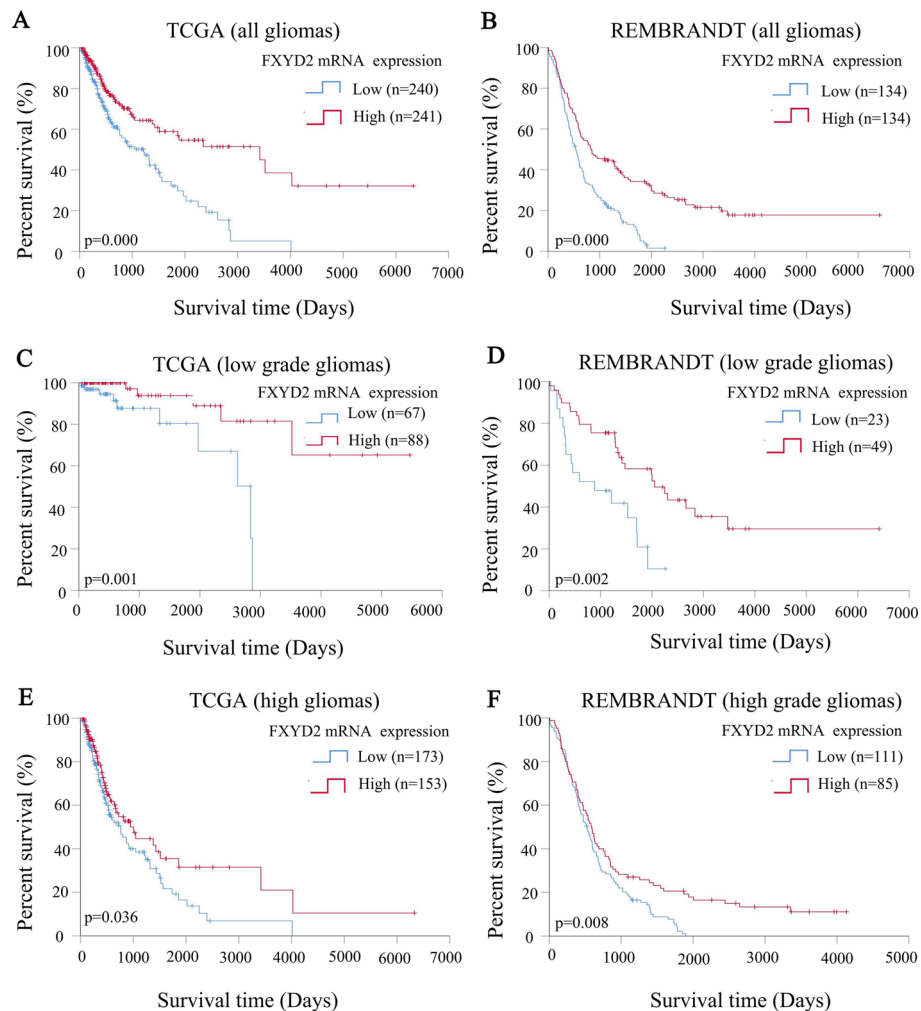 A
TCGA (all gliomas)
FXYD2 mRNA expression
Low (n=240)
High (n=241)
Percent survival (%)
100
80
60
40
20
0
p=0.000
0 1000 2000 3000 4000 5000 6000 7000
Survival time (Days)
B
REMBRANDT (all gliomas)
FXYD2 mRNA expression
Low (n=134)
High (n=134)
Percent survival (%)
100
80
60
40
20
0
p=0.000
0 1000 2000 3000 4000 5000 6000 7000
Survival time (Days)
C
TCGA (low grade gliomas)
FXYD2 mRNA expression
Low (n=67)
High (n=88)
Percent survival (%)
100
80
60
40
20
0
p=0.001
0 1000 2000 3000 4000 5000 6000
Survival time (Days)
D
REMBRANDT (low grade gliomas)
FXYD2 mRNA expression
Low (n=23)
High (n=49)
Percent survival (%)
100
80
60
40
20
0
p=0.002
0 1000 2000 3000 4000 5000 6000 7000
Survival time (Days)
E
TCGA (high gliomas)
FXYD2 mRNA expression
Low (n=173)
High (n=153)
Percent survival (%)
100
80
60
40
20
0
p=0.036
0 1000 2000 3000 4000 5000 6000 7000
Survival time (Days)
F
REMBRANDT (high grade gliomas)
FXYD2 mRNA expression
Low (n=111)
High (n=85)
Percent survival (%)
100
80
60
40
20
0
p=0.008
0 1000 2000 3000 4000 5000
Survival time (Days)